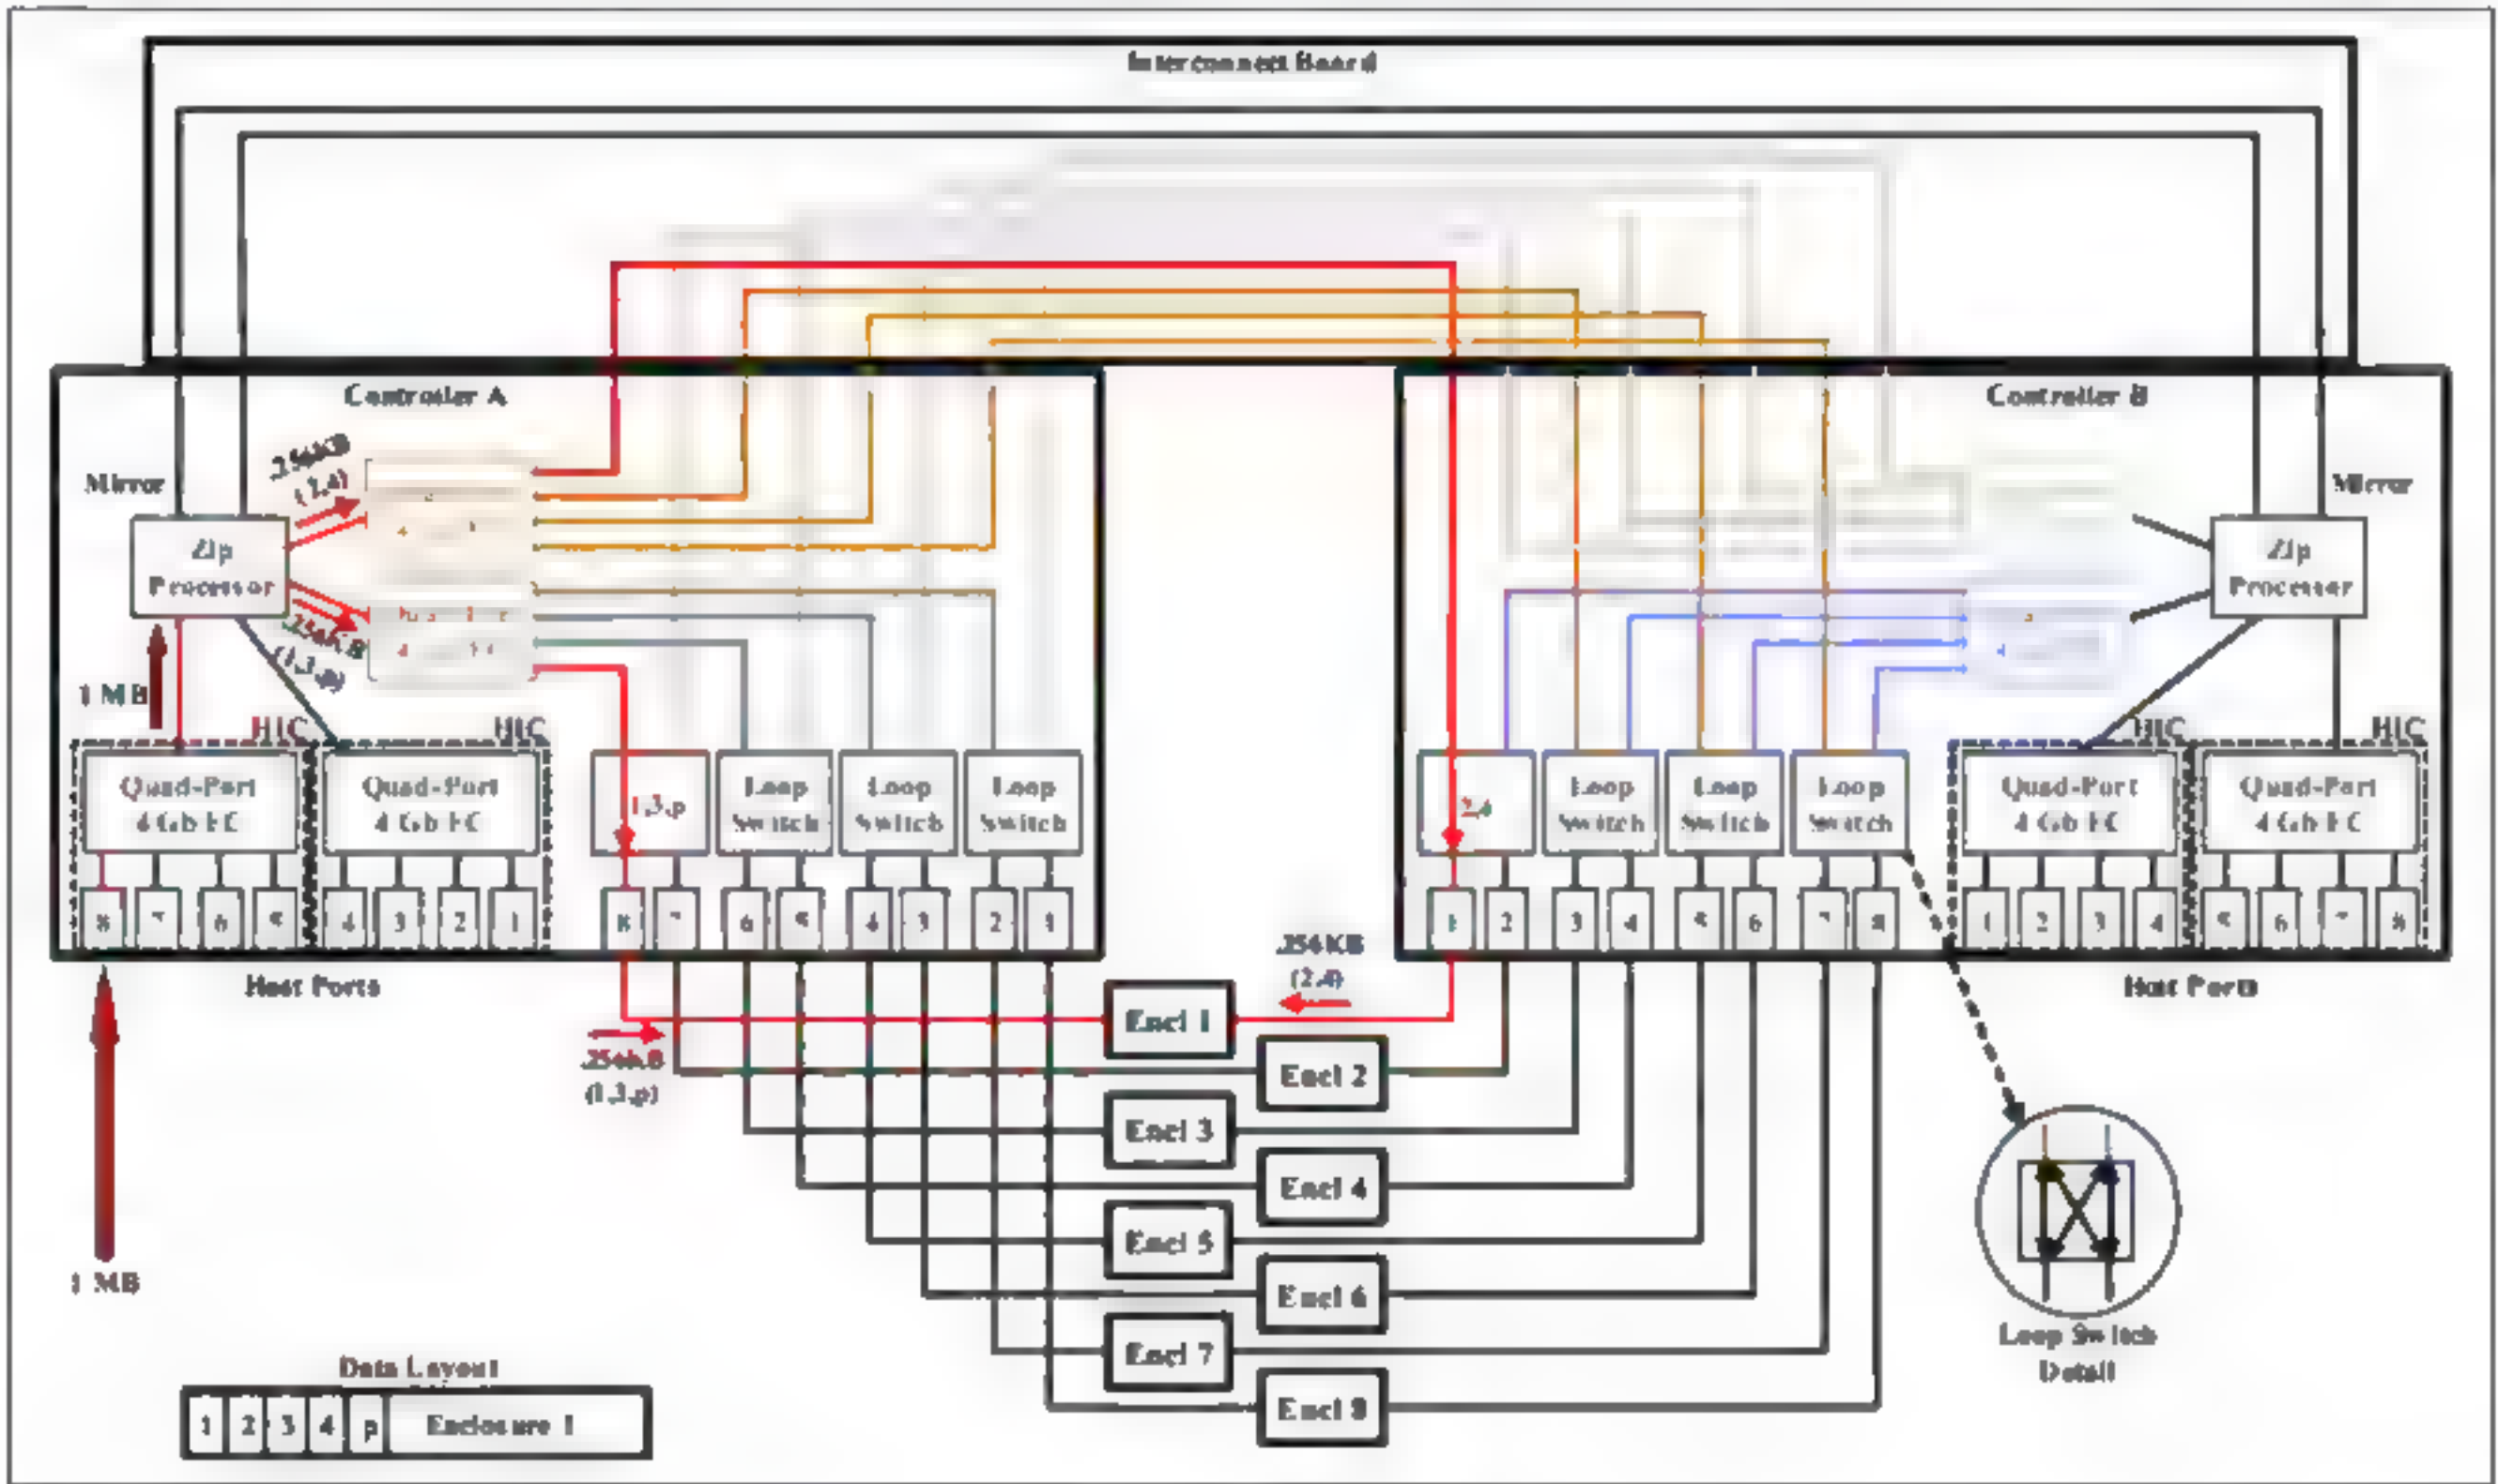 Interconnect Board
Controller A
Controller B
256KB
(2,4)
Mirror
Mirror
Zip
Processor
Zip
Processor
256KB
(1,3,p)
1 MB
HIC
HIC
HIC
HIC
Quad-Port
4 Gb FC
Quad-Port
4 Gb FC
1,3,p
Loop
Switch
Loop
Switch
Loop
Switch
2,4
Loop
Switch
Loop
Switch
Loop
Switch
Quad-Port
4 Gb FC
Quad-Port
4 Gb FC
8 7 6 5 4 3 2 1
8 7 6 5 4 3 2 1
1 2 3 4 5 6 7 8
1 2 3 4 5 6 7 8
Host Ports
Host Ports
256KB
(2,4)
Encl 1
256KB
(1,3,p)
Encl 2
Encl 3
Encl 4
Encl 5
Encl 6
Encl 7
Encl 8
1 MB
Loop Switch
Detail
Data Layout
1 2 3 4 p Enclosure 1